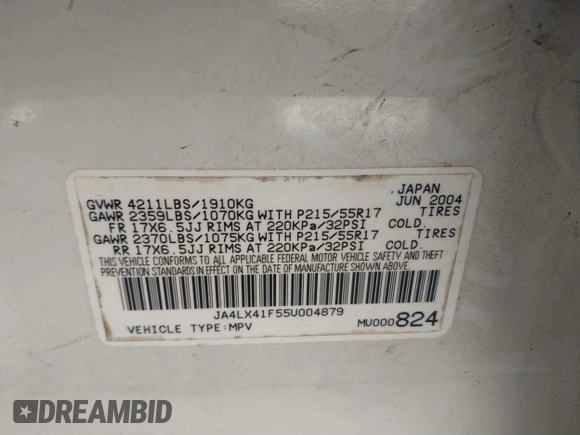 JAPAN
GVWR 4211LBS/1910KG JUN 2004
GAWR 2359LBS/1070KG WITH P215/55R17 TIRES
FR 17X6.5JJ RIMS AT 220KPa/32PSI COLD.
GAWR 2370LBS/1075KG WITH P215/55R17 TIRES
RR 17X6.5JJ RIMS AT 220KPa/32PSI COLD.
THIS VEHICLE CONFORMS TO ALL APPLICABLE FEDERAL MOTOR VEHICLE SAFETY AND THEFT
PREVENTION STANDARDS IN EFFECT ON THE DATE OF MANUFACTURE SHOWN ABOVE.
JA4LX41F55U004879
VEHICLE TYPE:MPV MU000824
DREAMBID